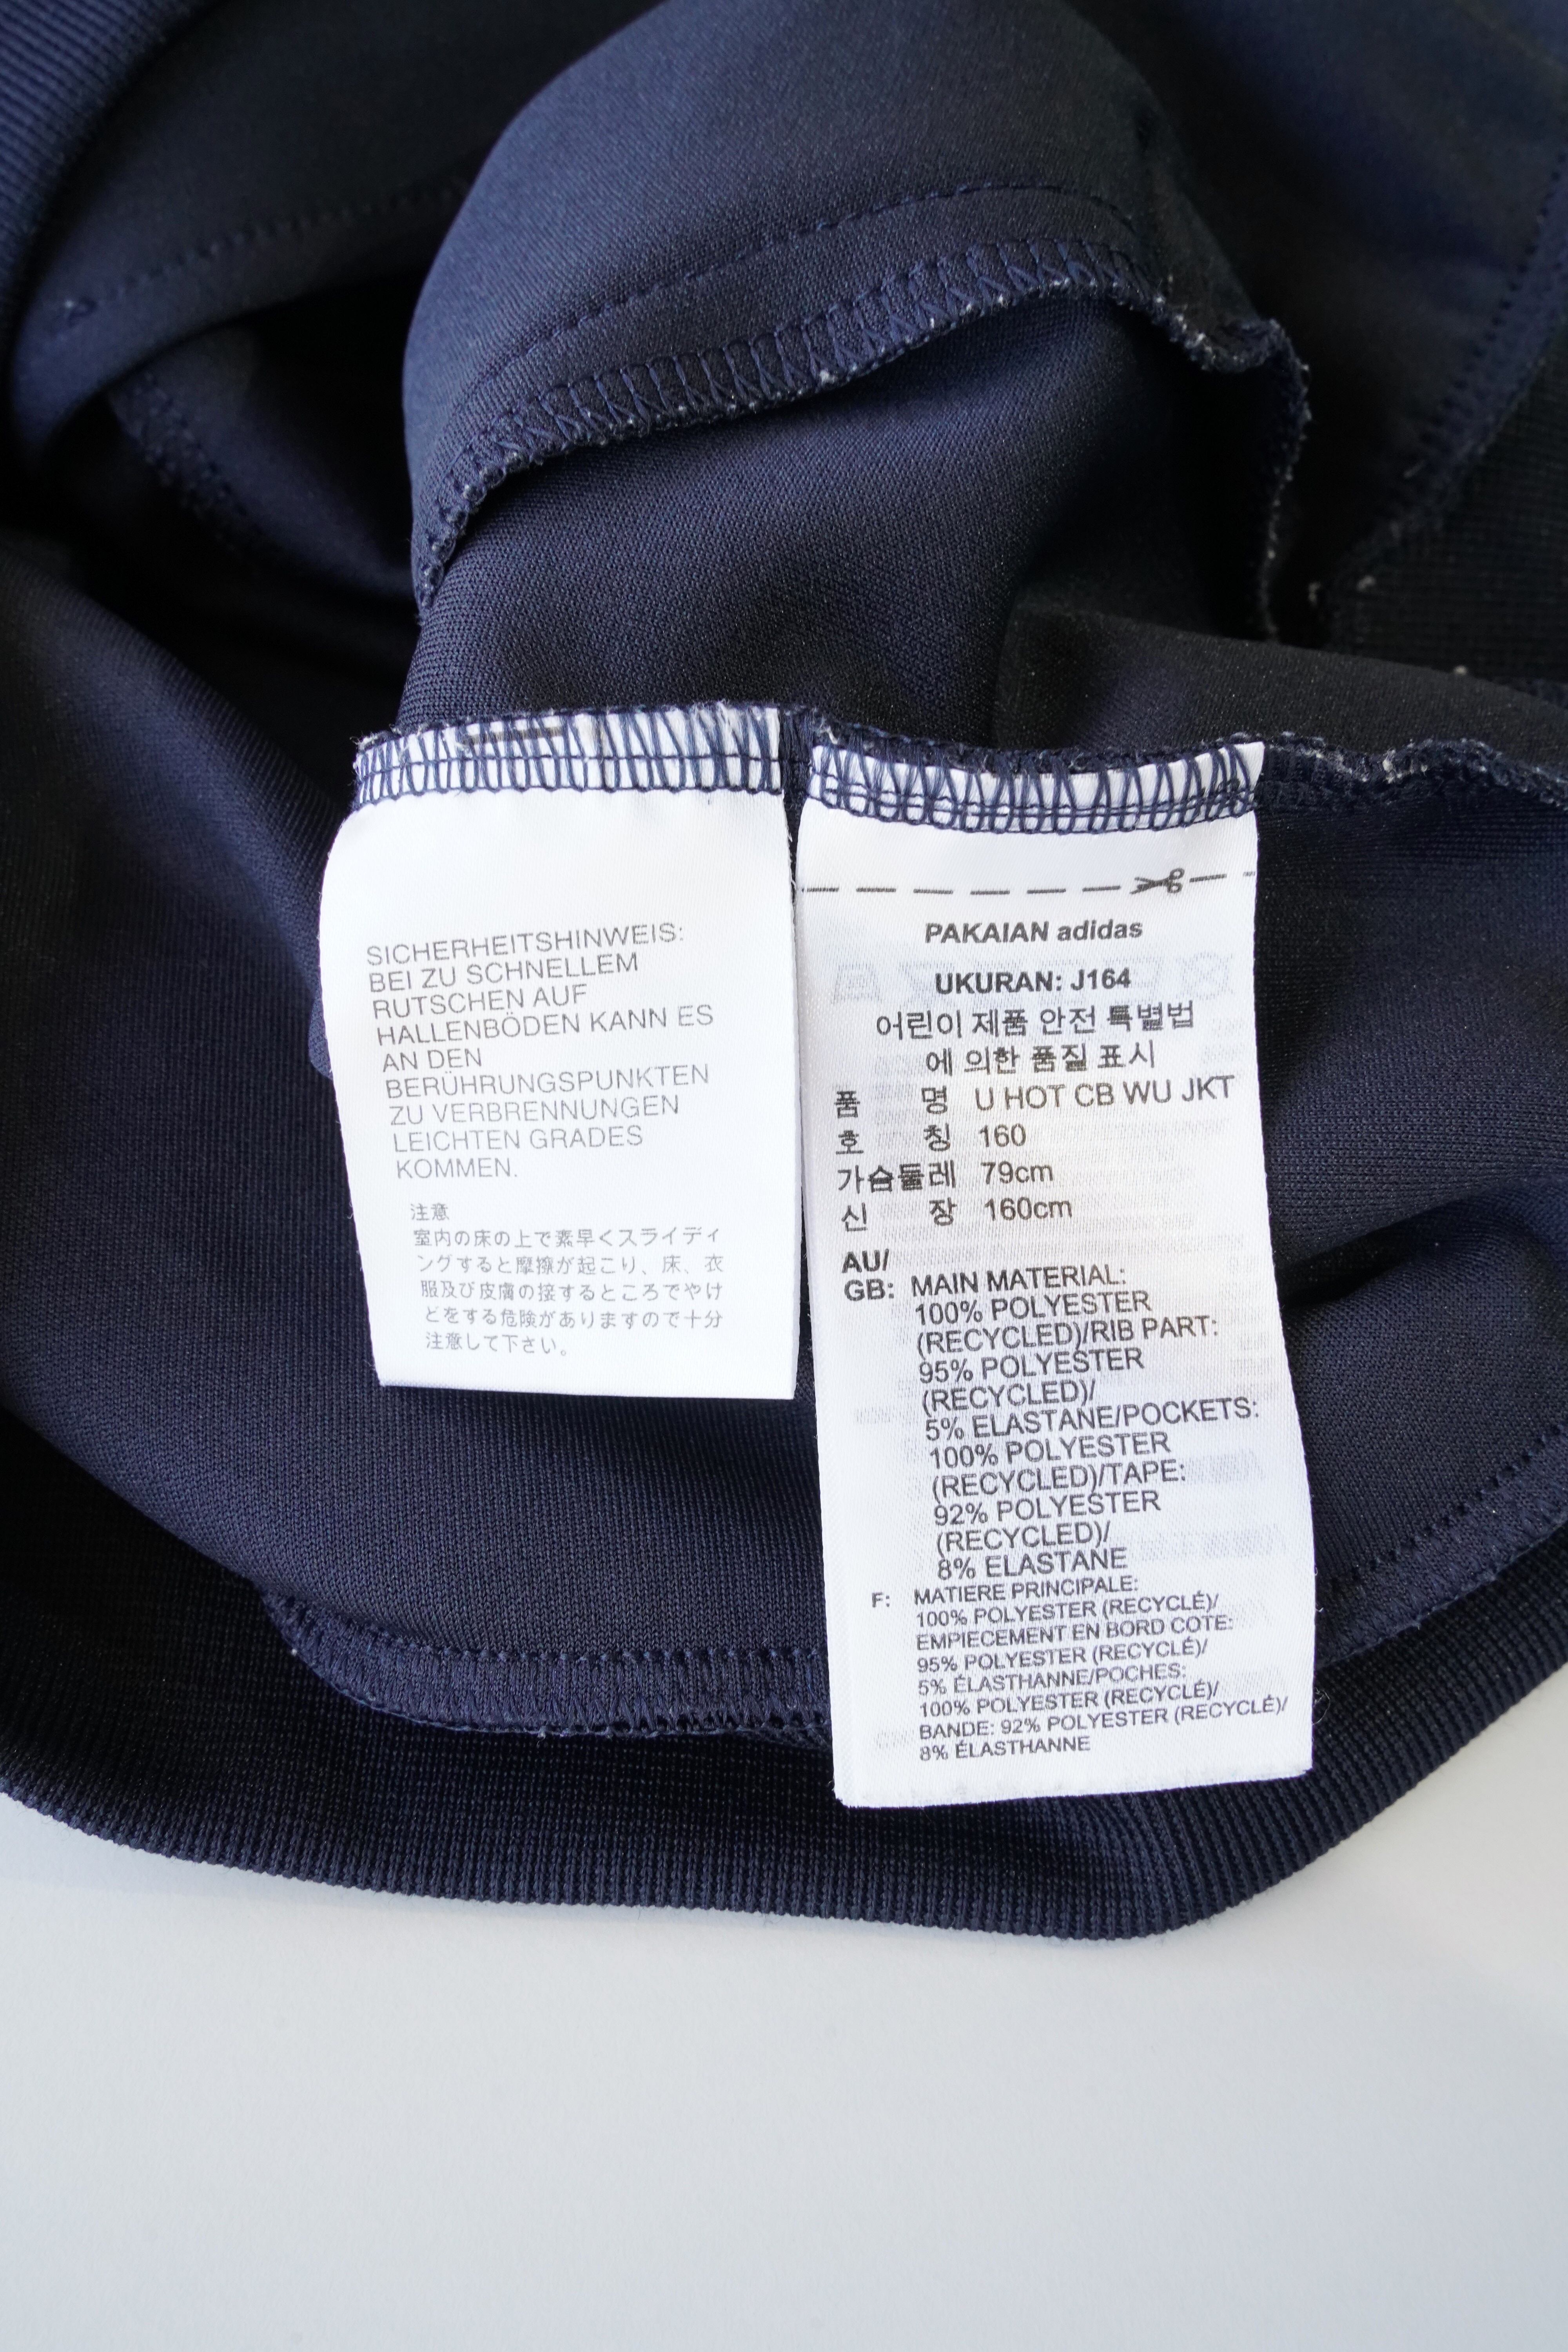 SICHERHEITSHINWEIS:
BEI ZU SCHNELLEM
RUTSCHEN AUF
HALLENBÖDEN KANN ES
AN DEN
BERÜHRUNGSPUNKTEN
ZU VERBRENNUNGEN
LEICHTEN GRADES
KOMMEN.
注意
室内の床の上で素早くスライディ
ングすると摩擦が起こり、床、衣
服及び皮膚の接するところでやけ
どをする危険がありますので十分
注意して下さい。
PAKAIAN adidas
UKURAN: J164
어린이 제품 안전 특별법
에 의한 품질 표시
품 명 U HOT CB WU JKT
호 칭 160
가슴둘레 79cm
신 장 160cm
AU/
GB: MAIN MATERIAL:
100% POLYESTER
(RECYCLED)/RIB PART:
95% POLYESTER
(RECYCLED)/
5% ELASTANE/POCKETS:
100% POLYESTER
(RECYCLED)/TAPE:
92% POLYESTER
(RECYCLED)/
8% ELASTANE
F: MATIERE PRINCIPALE:
100% POLYESTER (RECYCLÉ)/
EMPIECEMENT EN BORD COTE:
95% POLYESTER (RECYCLÉ)/
5% ÉLASTHANNE/POCHES:
100% POLYESTER (RECYCLÉ)/
BANDE: 92% POLYESTER (RECYCLÉ)/
8% ÉLASTHANNE